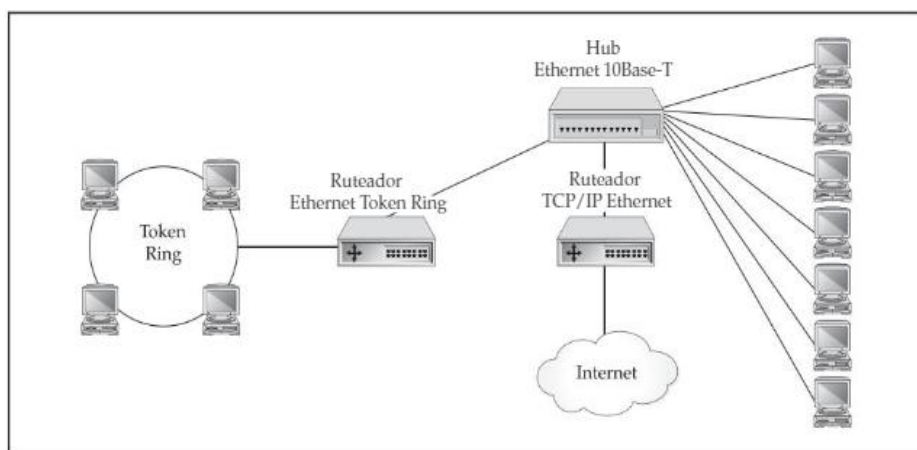 Hub
Ethernet 10Base-T
Ruteador
Ethernet Token Ring
Ruteador
TCP/IP Ethernet
Token
Ring
Internet